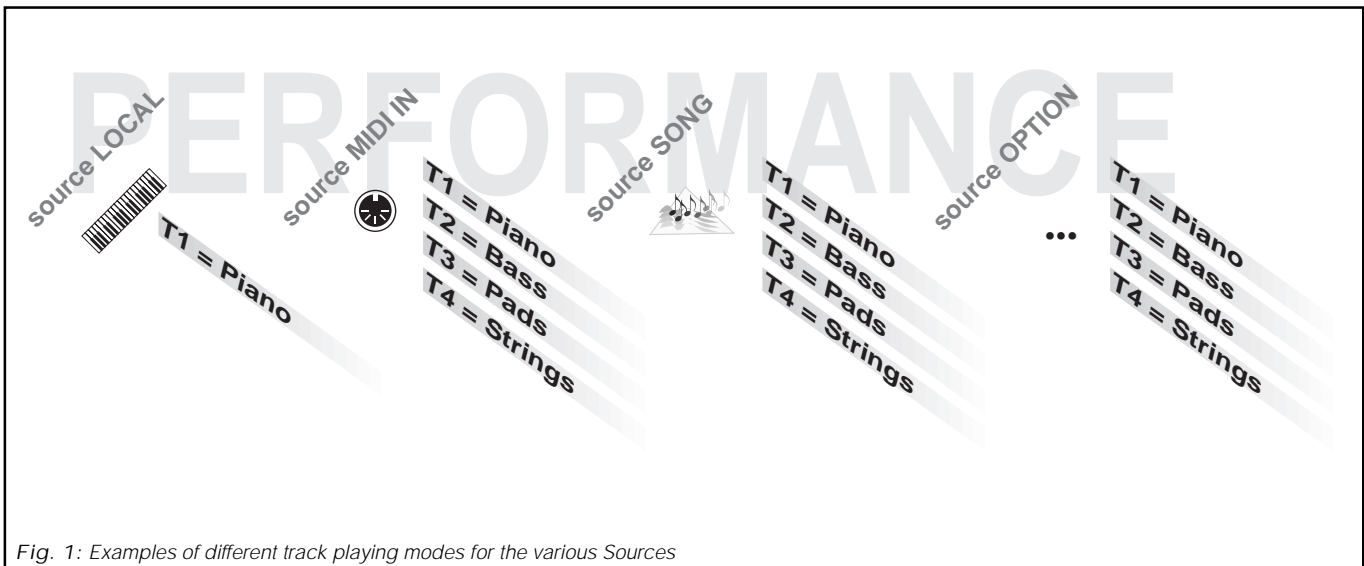 PERFORMANCE
source LOCAL
T1 = Piano
source MIDI IN
T1 = Piano
T2 = Bass
T3 = Pads
T4 = Strings
source SONG
T1 = Piano
T2 = Bass
T3 = Pads
T4 = Strings
source OPTION
...
T1 = Piano
T2 = Bass
T3 = Pads
T4 = Strings
Fig. 1: Examples of different track playing modes for the various Sources